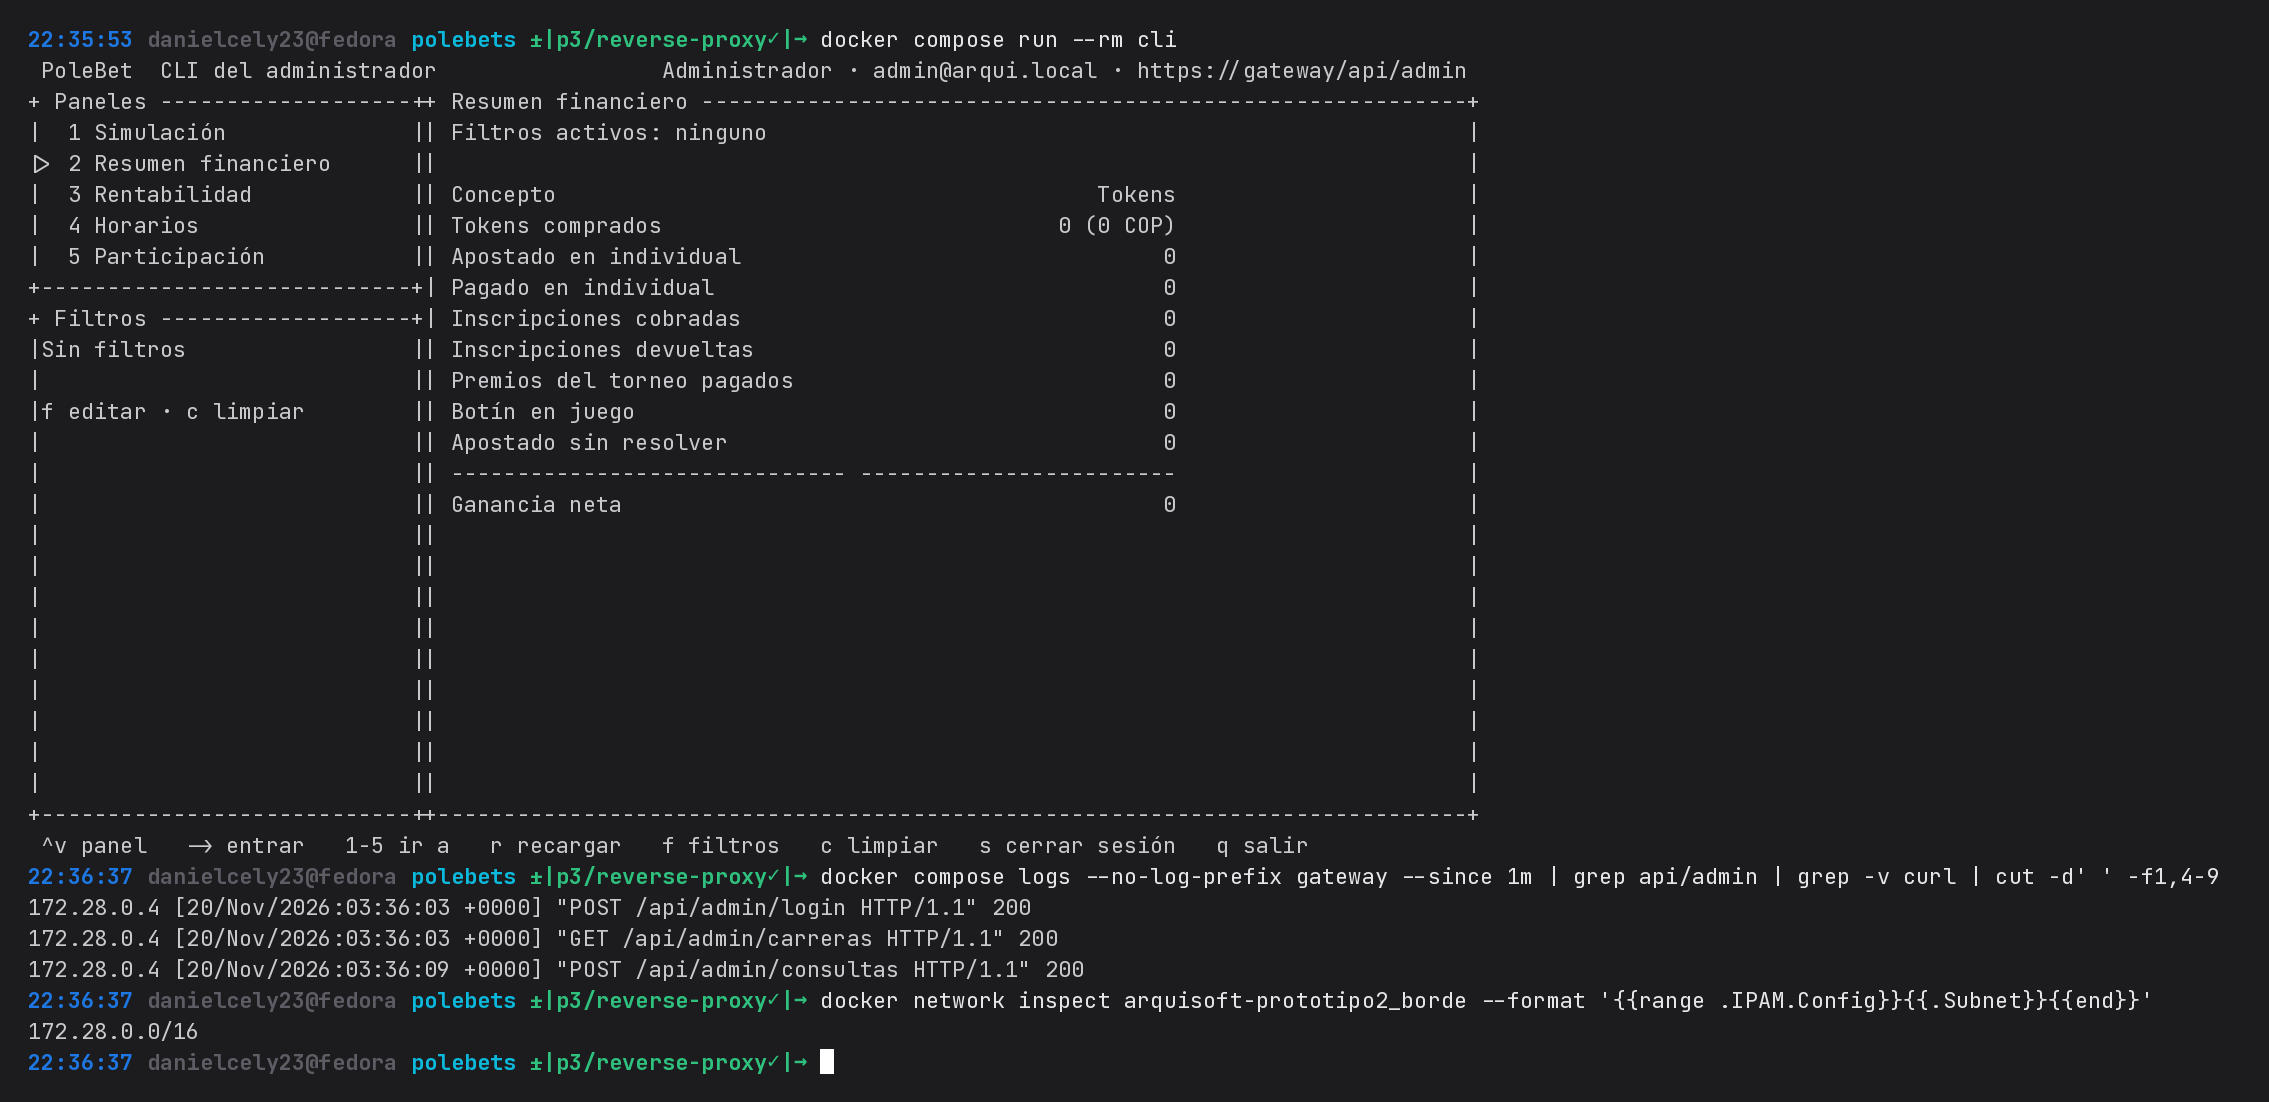 22:35:53 danielcely23@fedora polebets ±|p3/reverse-proxy✓|→ docker compose run --rm cli
 PoleBet  CLI del administrador                 Administrador · admin@arqui.local · https://gateway/api/admin
+ Paneles -------------------++ Resumen financiero ----------------------------------------------------------+
|  1 Simulación              || Filtros activos: ninguno                                                     |
▷  2 Resumen financiero      ||                                                                              |
|  3 Rentabilidad            || Concepto                                         Tokens                      |
|  4 Horarios                || Tokens comprados                              0 (0 COP)                      |
|  5 Participación           || Apostado en individual                                0                      |
+----------------------------+| Pagado en individual                                  0                      |
+ Filtros -------------------+| Inscripciones cobradas                                0                      |
|Sin filtros                 || Inscripciones devueltas                               0                      |
|                            || Premios del torneo pagados                            0                      |
|f editar · c limpiar        || Botín en juego                                        0                      |
|                            || Apostado sin resolver                                 0                      |
|                            || ------------------------------ ------------------------                      |
|                            || Ganancia neta                                         0                      |
|                            ||                                                                              |
|                            ||                                                                              |
|                            ||                                                                              |
|                            ||                                                                              |
|                            ||                                                                              |
|                            ||                                                                              |
|                            ||                                                                              |
|                            ||                                                                              |
|                            ||                                                                              |
+----------------------------++------------------------------------------------------------------------------+
 ^v panel   --> entrar   1-5 ir a   r recargar   f filtros   c limpiar   s cerrar sesión   q salir
22:36:37 danielcely23@fedora polebets ±|p3/reverse-proxy✓|→ docker compose logs --no-log-prefix gateway --since 1m | grep api/admin | grep -v curl | cut -d' ' -f1,4-9
172.28.0.4 [20/Nov/2026:03:36:03 +0000] "POST /api/admin/login HTTP/1.1" 200
172.28.0.4 [20/Nov/2026:03:36:03 +0000] "GET /api/admin/carreras HTTP/1.1" 200
172.28.0.4 [20/Nov/2026:03:36:09 +0000] "POST /api/admin/consultas HTTP/1.1" 200
22:36:37 danielcely23@fedora polebets ±|p3/reverse-proxy✓|→ docker network inspect arquisoft-prototipo2_borde --format '{{range .IPAM.Config}}{{.Subnet}}{{end}}'
172.28.0.0/16
22:36:37 danielcely23@fedora polebets ±|p3/reverse-proxy✓|→